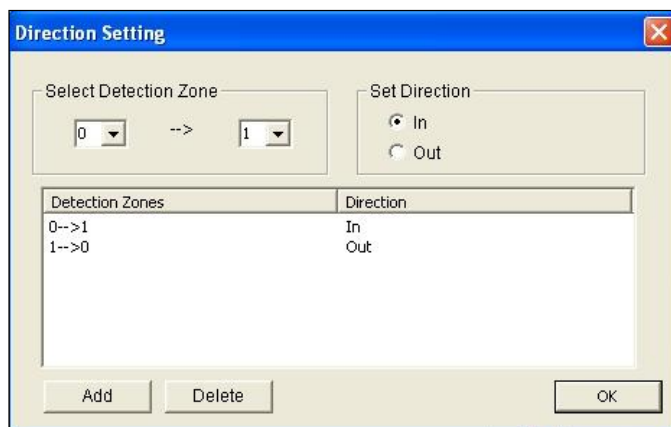 Direction Setting
Select Detection Zone
Set Direction
0 --> 1
In
Out
Detection Zones Direction
0-->1 In
1-->0 Out
Add Delete OK